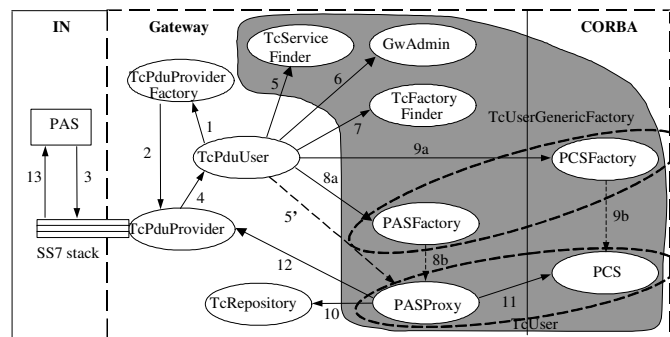 IN
Gateway
CORBA
TcService
Finder
GwAdmin
TcPduProvider
Factory
5
6
TcFactory
Finder
PAS
1
7
TcUserGenericFactory
2
TcPduUser
9a
PCSFactory
13
3
4
8a
5’
PASFactory
9b
TcPduProvider
SS7 stack
8b
12
PCS
TcRepository
10
PASProxy
11
TcUser